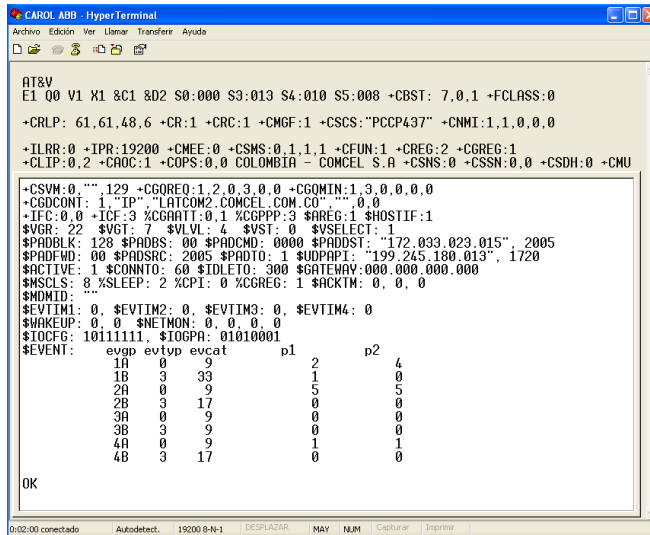 CAROL ABB - HyperTerminal
Archivo Edición Ver Llamar Transferir Ayuda
AT&V
E1 Q0 V1 X1 &C1 &D2 S0:000 S3:013 S4:010 S5:008 +CBST: 7,0,1 +FCLASS:0
+CRLP: 61,61,48,6 +CR:1 +CRC:1 +CMGF:1 +CSCS:"PCCP437" +CNMI:1,1,0,0,0
+ILRR:0 +IPR:19200 +CMEE:0 +CSMS:0,1,1,1 +CFUN:1 +CREG:2 +CGREG:1
+CLIP:0,2 +CAOC:1 +COPS:0,0 COLOMBIA - COMCEL S.A +CSNS:0 +CSSN:0,0 +CSDH:0 +CMU
+CSVM:0,"",129 +CGQREQ:1,2,0,3,0,0 +CGQMIN:1,3,0,0,0,0
+CGDCONT: 1,"IP","LATCOM2.COMCEL.COM.CO","",0,0
+IFC:0,0 +ICF:3 %CGAATT:0,1 %CGPPP:3 $AREG:1 $HOSTIF:1
$VGR: 22 $VGT: 7 $VLVL: 4 $VST: 0 $VSELECT: 1
$PADBLK: 128 $PADBS: 00 $PADCMD: 0000 $PADDST: "172.033.023.015", 2005
$PADFWD: 00 $PADSRC: 2005 $PADTO: 1 $UDPAPI: "199.245.180.013", 1720
$ACTIVE: 1 $CONNTO: 60 $IDLETO: 300 $GATEWAY:000.000.000.000
$MSCLS: 8 %SLEEP: 2 %CPI: 0 %CGREG: 1 $ACKTM: 0, 0, 0
$MDMID: ""
$EVTIM1: 0, $EVTIM2: 0, $EVTIM3: 0, $EVTIM4: 0
$WAKEUP: 0, 0 $NETMON: 0, 0, 0, 0
$IOCFG: 10111111, $IOGPA: 01010001
$EVENT: evgp evtyp evcat p1 p2
1A 0 9 2 4
1B 3 33 1 0
2A 0 9 5 5
2B 3 17 0 0
3A 0 9 0 0
3B 3 9 0 0
4A 0 9 1 1
4B 3 17 0 0
OK
0:02:00 conectado Autodetect. 19200 8-N-1 DESPLAZAR MAY NUM Capturar Imprimir